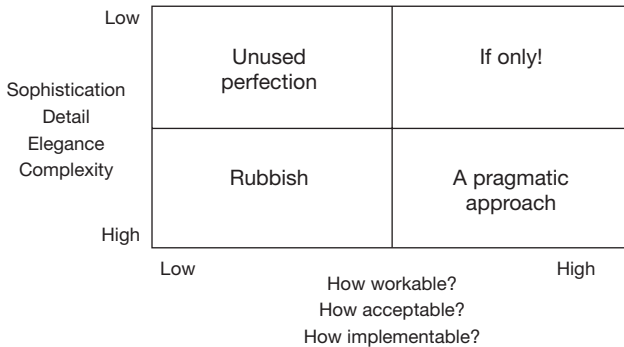 Low
Unused
perfection
If only!
Sophistication
Detail
Elegance
Complexity
Rubbish
A pragmatic
approach
High
Low
High
How workable?
How acceptable?
How implementable?